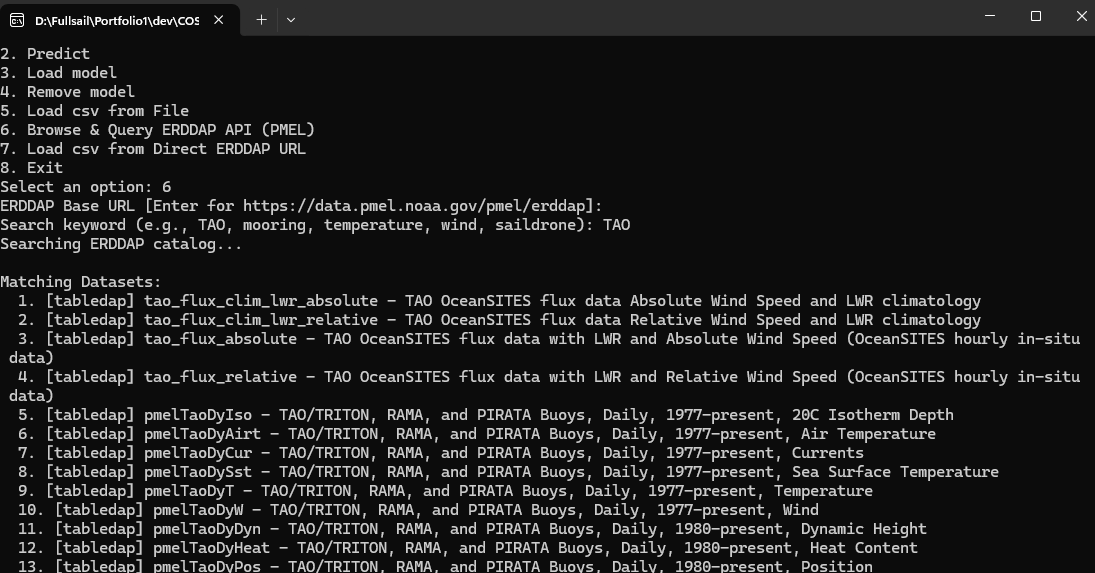 D:\Fullsail\Portfolio1\dev\COS
2. Predict
3. Load model
4. Remove model
5. Load csv from File
6. Browse & Query ERDDAP API (PMEL)
7. Load csv from Direct ERDDAP URL
8. Exit
Select an option: 6
ERDDAP Base URL [Enter for https://data.pmel.noaa.gov/pmel/erddap]:
Search keyword (e.g., TAO, mooring, temperature, wind, saildrone): TAO
Searching ERDDAP catalog...
Matching Datasets:
1. [tabledap] tao_flux_clim_lwr_absolute - TAO OceanSITES flux data Absolute Wind Speed and LWR climatology
2. [tabledap] tao_flux_clim_lwr_relative - TAO OceanSITES flux data Relative Wind Speed and LWR climatology
3. [tabledap] tao_flux_absolute - TAO OceanSITES flux data with LWR and Absolute Wind Speed (OceanSITES hourly in-situ
data)
4. [tabledap] tao_flux_relative - TAO OceanSITES flux data with LWR and Relative Wind Speed (OceanSITES hourly in-situ
data)
5. [tabledap] pmelTaoDyIso - TAO/TRITON, RAMA, and PIRATA Buoys, Daily, 1977-present, 20C Isotherm Depth
6. [tabledap] pmelTaoDyAirt - TAO/TRITON, RAMA, and PIRATA Buoys, Daily, 1977-present, Air Temperature
7. [tabledap] pmelTaoDyCur - TAO/TRITON, RAMA, and PIRATA Buoys, Daily, 1977-present, Currents
8. [tabledap] pmelTaoDySst - TAO/TRITON, RAMA, and PIRATA Buoys, Daily, 1977-present, Sea Surface Temperature
9. [tabledap] pmelTaoDyT - TAO/TRITON, RAMA, and PIRATA Buoys, Daily, 1977-present, Temperature
10. [tabledap] pmelTaoDyW - TAO/TRITON, RAMA, and PIRATA Buoys, Daily, 1977-present, Wind
11. [tabledap] pmelTaoDyDyn - TAO/TRITON, RAMA, and PIRATA Buoys, Daily, 1980-present, Dynamic Height
12. [tabledap] pmelTaoDyHeat - TAO/TRITON, RAMA, and PIRATA Buoys, Daily, 1980-present, Heat Content
13. [tabledap] pmelTaoDyPos - TAO/TRITON, RAMA, and PIRATA Buoys, Daily, 1980-present, Position